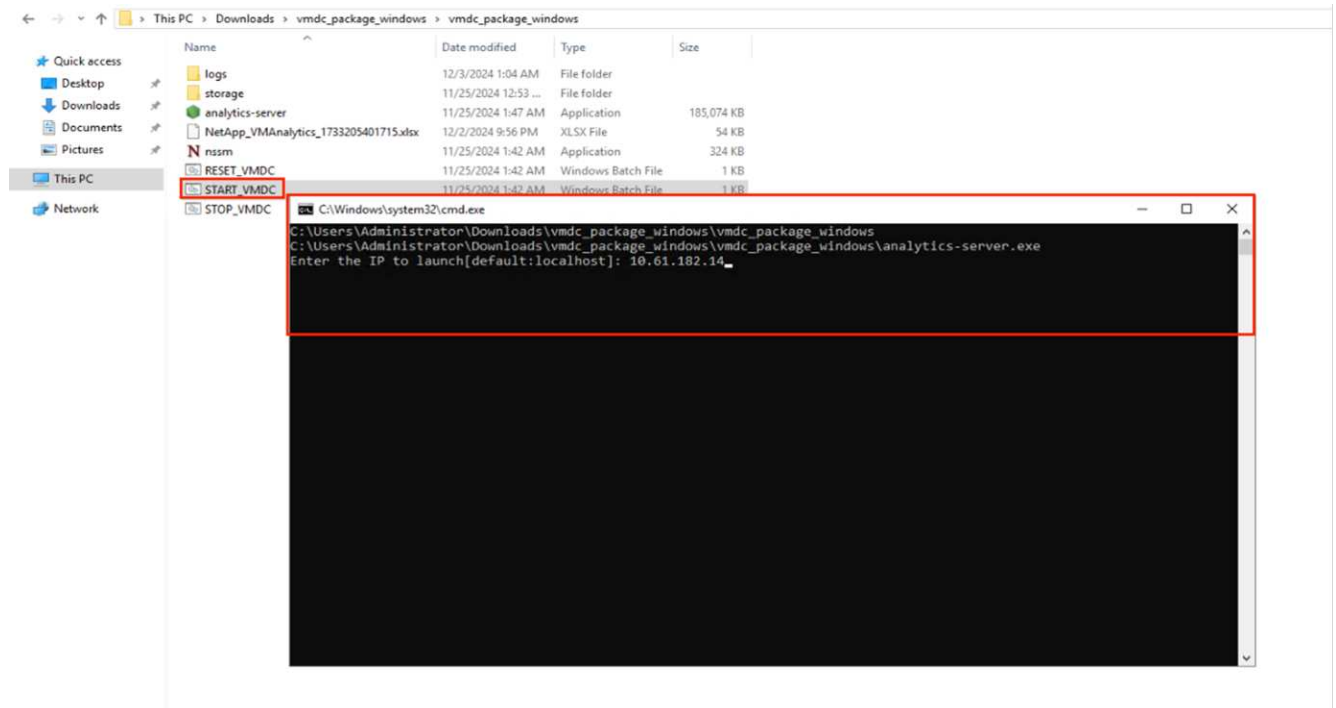 This PC > Downloads > vmdc_package_windows > vmdc_package_windows
Quick access
Desktop
Downloads
Documents
Pictures
This PC
Network
Name Date modified Type Size
logs 12/3/2024 1:04 AM File folder
storage 11/25/2024 12:53 ... File folder
analytics-server 11/25/2024 1:47 AM Application 185,074 KB
NetApp_VMAnalytics_1733205401715.xlsx 12/2/2024 9:56 PM XLSX File 54 KB
nssm 11/25/2024 1:42 AM Application 324 KB
RESET_VMDC 11/25/2024 1:42 AM Windows Batch File 1 KB
START_VMDC 11/25/2024 1:42 AM Windows Batch File 1 KB
STOP_VMDC
C:\Windows\system32\cmd.exe
C:\Users\Administrator\Downloads\vmdc_package_windows\vmdc_package_windows
C:\Users\Administrator\Downloads\vmdc_package_windows\vmdc_package_windows\analytics-server.exe
Enter the IP to launch[default:localhost]: 10.61.182.14_